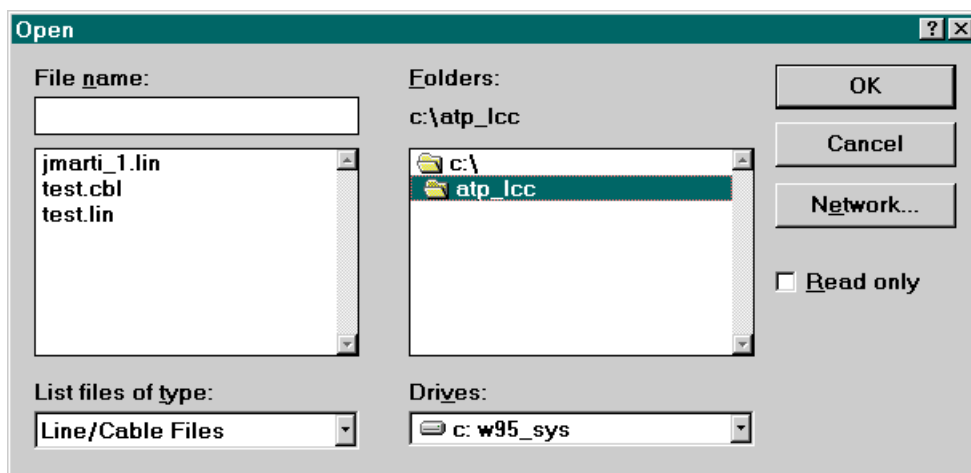 Open
File name:
jmarti_1.lin
test.cbl
test.lin
List files of type:
Line/Cable Files
Folders:
c:\atp_lcc
c:\
atp_lcc
Drives:
c: w95_sys
OK
Cancel
Network...
Read only